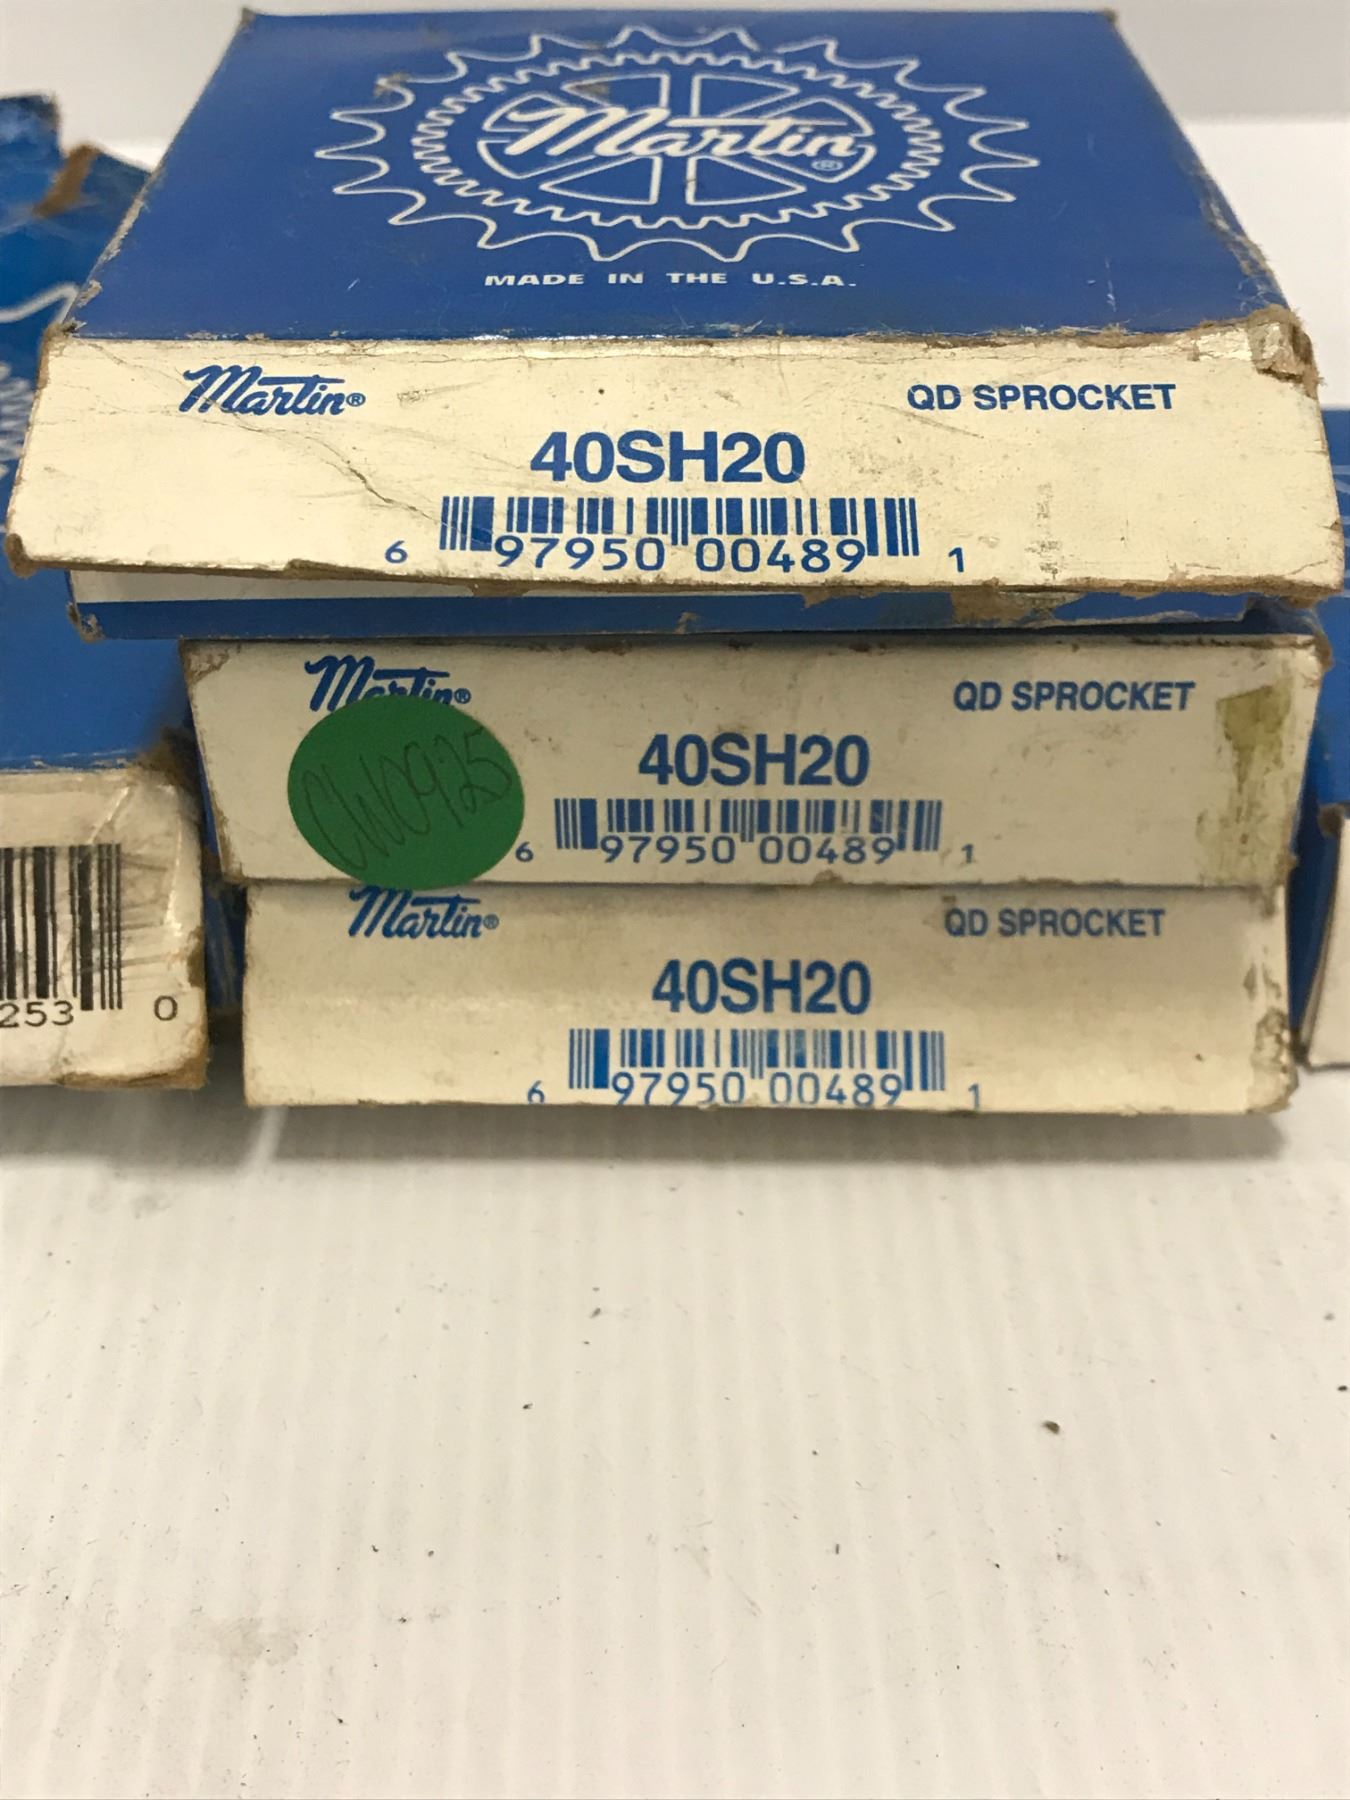 Martin®
MADE IN THE U.S.A.
Martin® QD SPROCKET
40SH20
6 97950 00489 1
Martin® QD SPROCKET
40SH20
CW0925
6 97950 00489 1
Martin® QD SPROCKET
40SH20
6 97950 00489 1
253 0